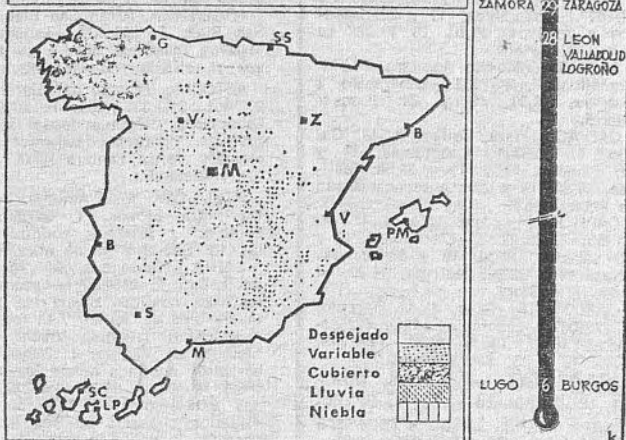 ZAMORA 29 ZARAGOZA
28 LEON
VALLADOLID
LOGROÑO
C G SS
V Z
B
M
V
PM
B
S
M
SC
LP
Despejado
Variable
Cubierto
Lluvia
Niebla
LUGO 6 BURGOS
k